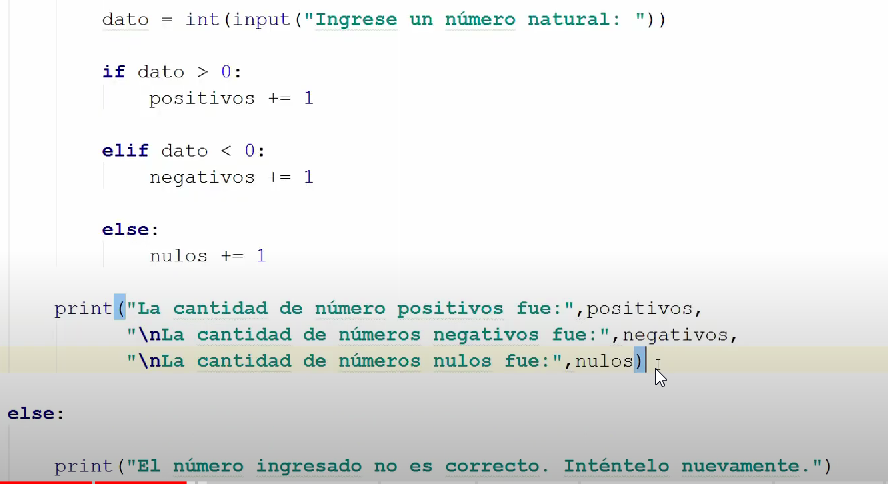 dato = int(input("Ingrese un número natural: "))
if dato > 0:
positivos += 1
elif dato < 0:
negativos += 1
else:
nulos += 1
print("La cantidad de número positivos fue:",positivos,
"\nLa cantidad de números negativos fue:",negativos,
"\nLa cantidad de números nulos fue:",nulos)
else:
print("El número ingresado no es correcto. Inténtelo nuevamente.")